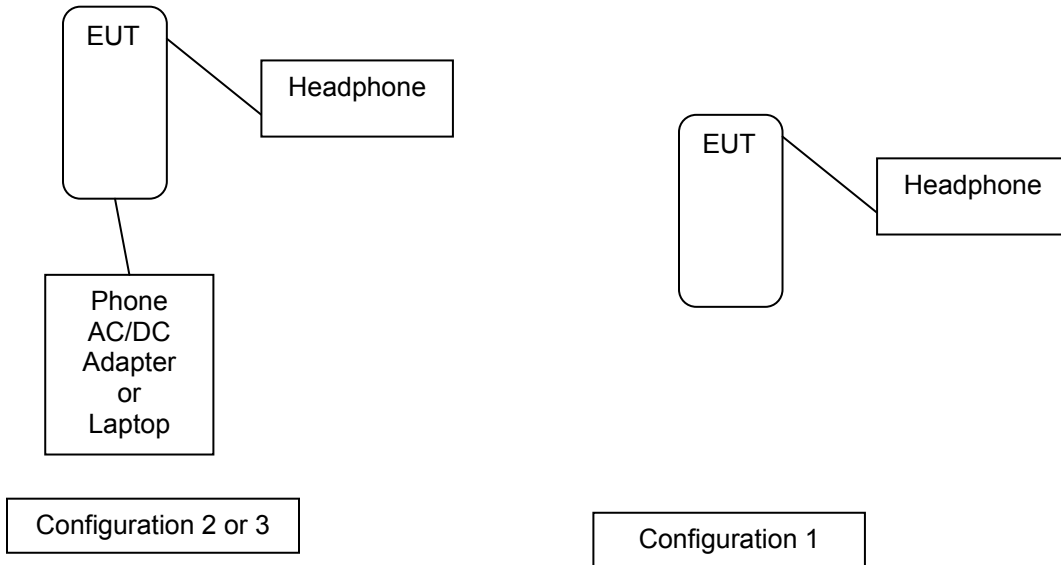 EUT
Headphone
Phone
AC/DC
Adapter
or
Laptop
Configuration 2 or 3
EUT
Headphone
Configuration 1